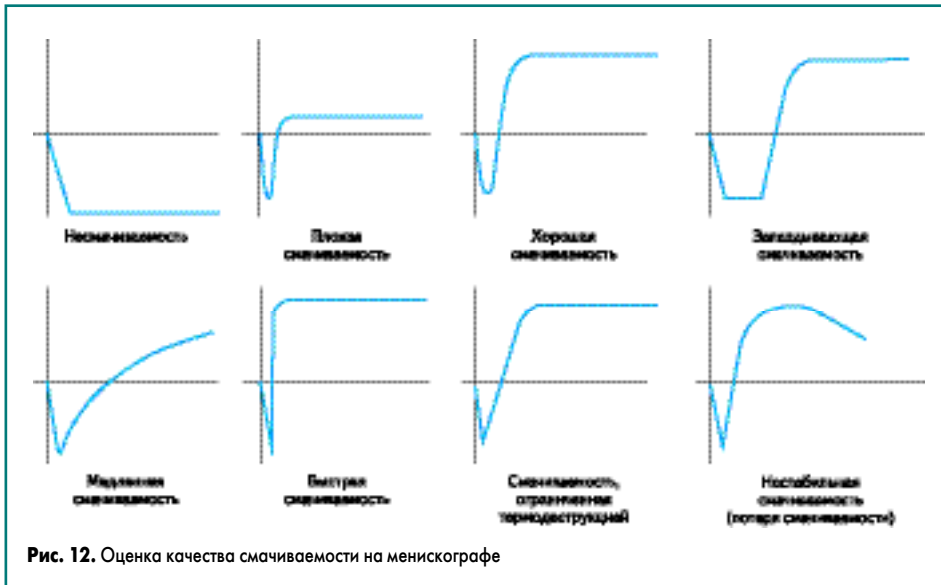 Несмачиваемость
Плохая
смачиваемость
Хорошая
смачиваемость
Запаздывающая
смачиваемость
Медленная
смачиваемость
Быстрая
смачиваемость
Смачиваемость,
ограниченная
термодеструкцией
Нестабильная
смачиваемость
(потеря смачиваемости)
Рис. 12. Оценка качества смачиваемости на менискографе